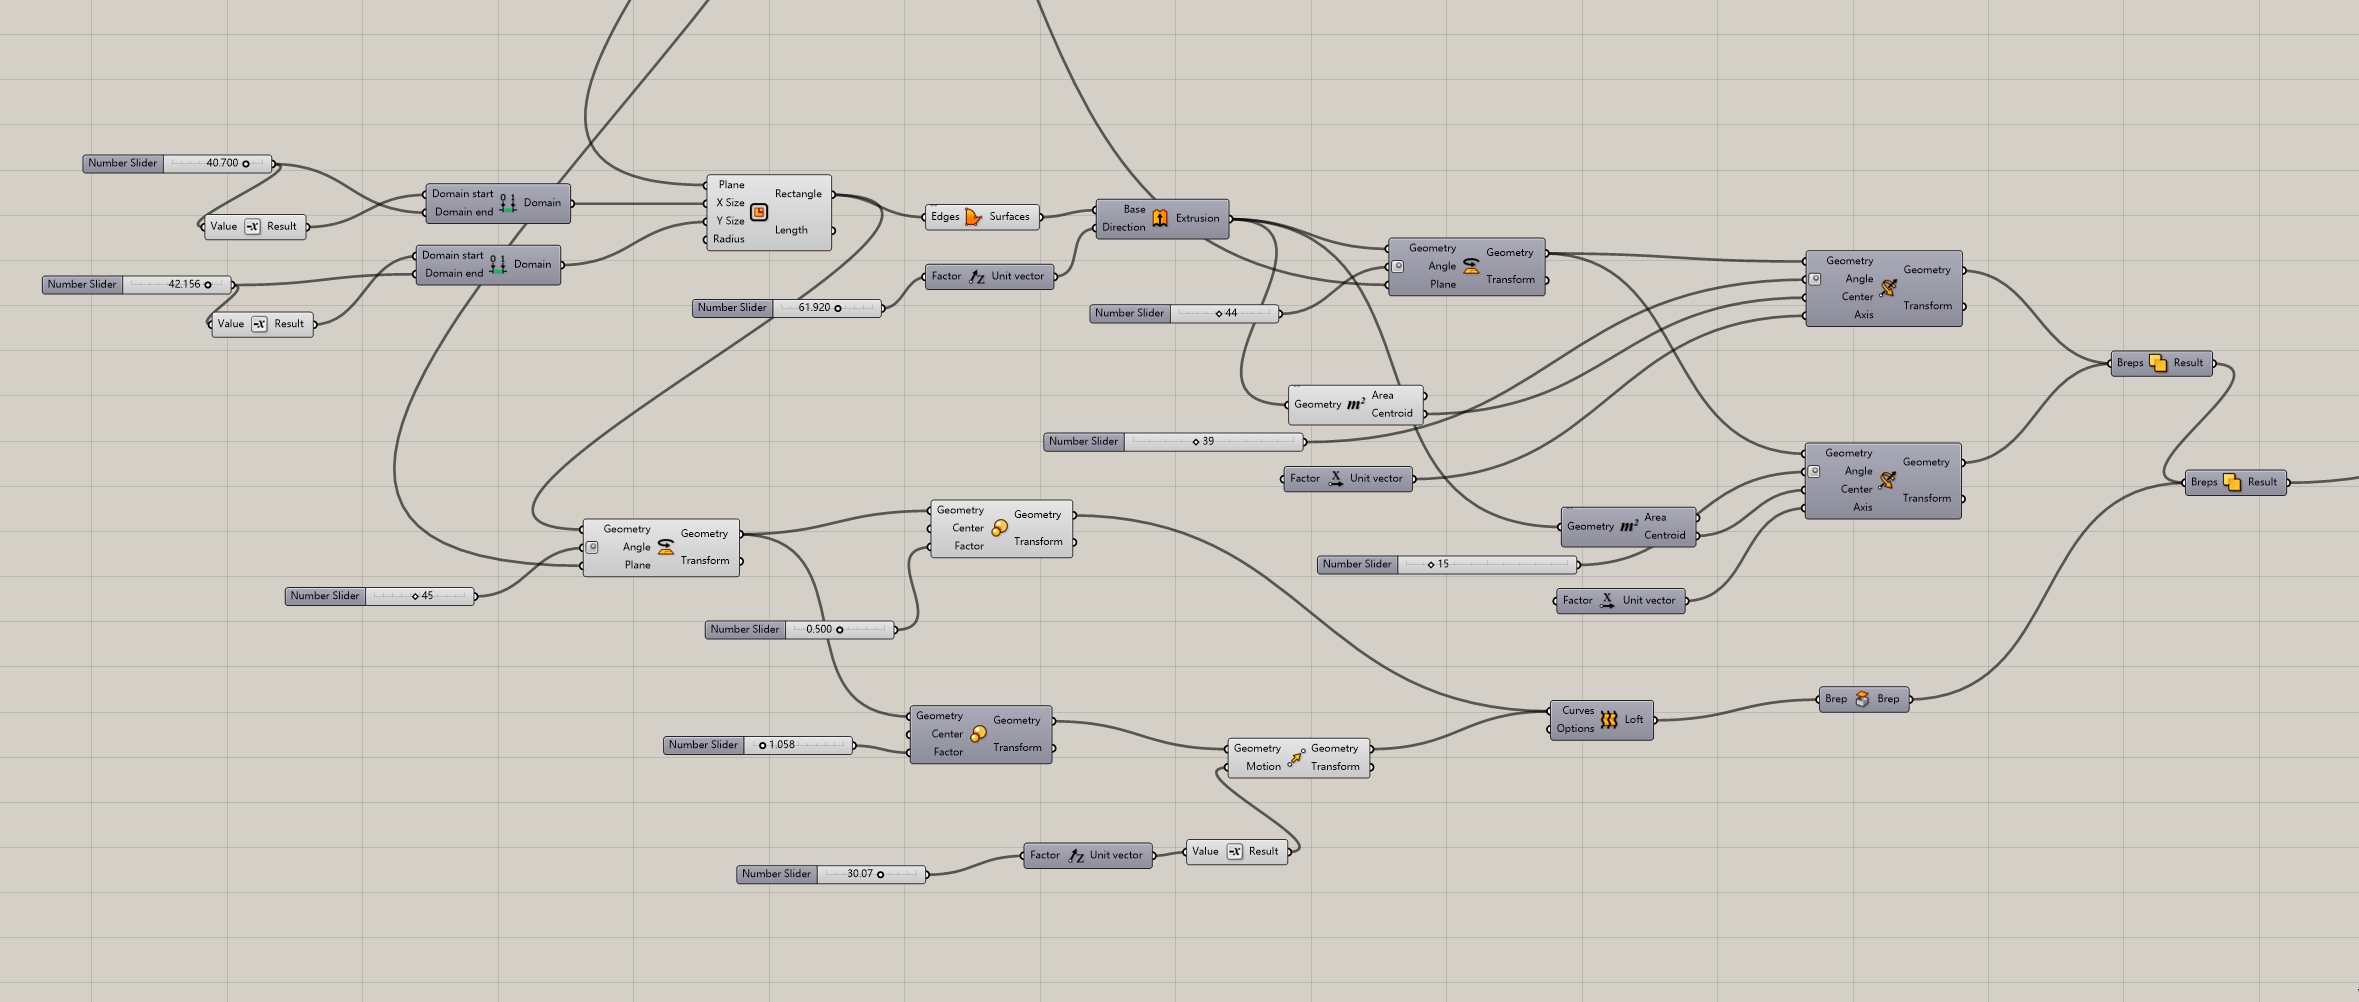 Number Slider 40.700
Value -x Result
Domain start
Domain end
0 1
Domain
Number Slider 42.156
Value -x Result
Domain start
Domain end
0 1
Domain
Plane
X Size
Y Size
Radius
Rectangle
Length
Edges Surfaces
Number Slider 61.920
Factor Z Unit vector
Base
Direction
Extrusion
Number Slider 44
Geometry
Angle
Plane
Geometry
Transform
Geometry m² Area
Centroid
Number Slider 39
Factor X Unit vector
Geometry
Angle
Center
Axis
Geometry
Transform
Geometry m² Area
Centroid
Number Slider 15
Factor X Unit vector
Geometry
Angle
Center
Axis
Geometry
Transform
Breps Result
Breps Result
Number Slider 45
Geometry
Angle
Plane
Geometry
Transform
Number Slider 0.500
Geometry
Center
Factor
Geometry
Transform
Number Slider 1.058
Geometry
Center
Factor
Geometry
Transform
Number Slider 30.07
Factor Z Unit vector
Value -x Result
Geometry
Motion
Geometry
Transform
Curves
Options
Loft
Brep Brep